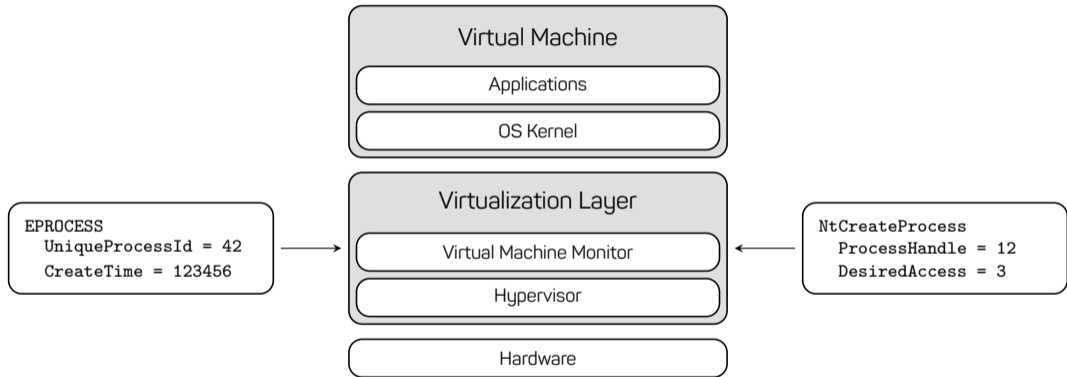 Virtual Machine
Applications
OS Kernel
Virtualization Layer
Virtual Machine Monitor
Hypervisor
Hardware
EPROCESS
UniqueProcessId = 42
CreateTime = 123456
NtCreateProcess
ProcessHandle = 12
DesiredAccess = 3